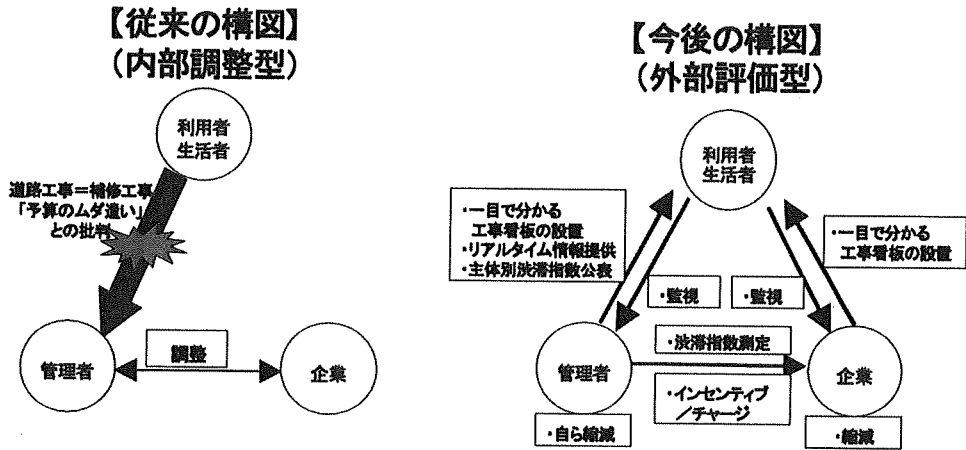 【従来の構図】
（内部調整型）
利用者
生活者
道路工事＝補修工事
「予算のムダ遣い」
との批判
管理者
調整
企業
【今後の構図】
（外部評価型）
利用者
生活者
・一目で分かる
工事看板の設置
・リアルタイム情報提供
・主体別渋滞指数公表
・一目で分かる
工事看板の設置
・監視
・監視
管理者
・渋滞指数測定
企業
・インセンティブ
／チャージ
・自ら縮減
・縮減